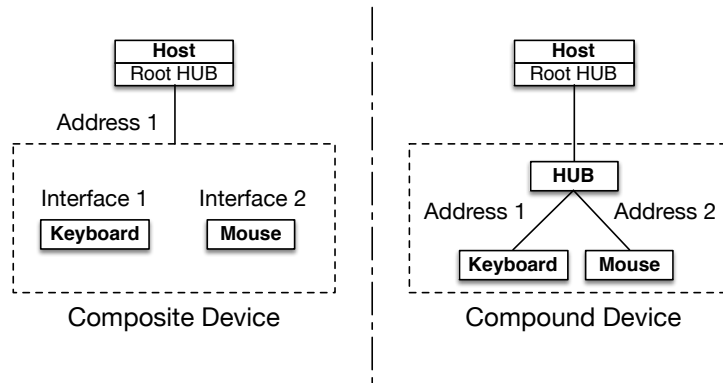 Host
Root HUB
Address 1
Interface 1
Interface 2
Keyboard
Mouse
Composite Device
Host
Root HUB
HUB
Address 1
Address 2
Keyboard
Mouse
Compound Device